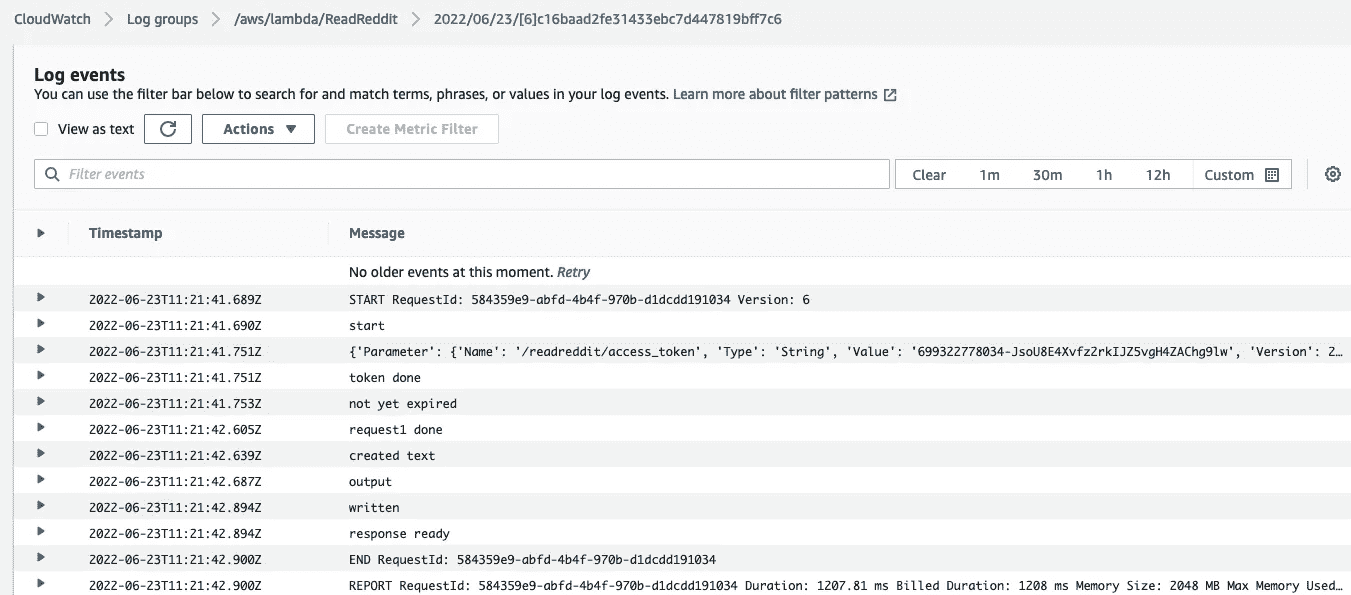 CloudWatch > Log groups > /aws/lambda/ReadReddit > 2022/06/23/[6]c16baad2fe31433ebc7d447819bff7c6
Log events
You can use the filter bar below to search for and match terms, phrases, or values in your log events. Learn more about filter patterns
View as text Actions Create Metric Filter
Filter events Clear 1m 30m 1h 12h Custom
Timestamp Message
No older events at this moment. Retry
2022-06-23T11:21:41.689Z START RequestId: 584359e9-abfd-4b4f-970b-d1dcdd191034 Version: 6
2022-06-23T11:21:41.690Z start
2022-06-23T11:21:41.751Z {'Parameter': {'Name': '/readreddit/access_token', 'Type': 'String', 'Value': '699322778034-JsoU8E4Xvfz2rkIJZ5vgH4ZAChg9lw', 'Version': 2…
2022-06-23T11:21:41.751Z token done
2022-06-23T11:21:41.753Z not yet expired
2022-06-23T11:21:42.605Z request1 done
2022-06-23T11:21:42.639Z created text
2022-06-23T11:21:42.687Z output
2022-06-23T11:21:42.894Z written
2022-06-23T11:21:42.894Z response ready
2022-06-23T11:21:42.900Z END RequestId: 584359e9-abfd-4b4f-970b-d1dcdd191034
2022-06-23T11:21:42.900Z REPORT RequestId: 584359e9-abfd-4b4f-970b-d1dcdd191034 Duration: 1207.81 ms Billed Duration: 1208 ms Memory Size: 2048 MB Max Memory Used…